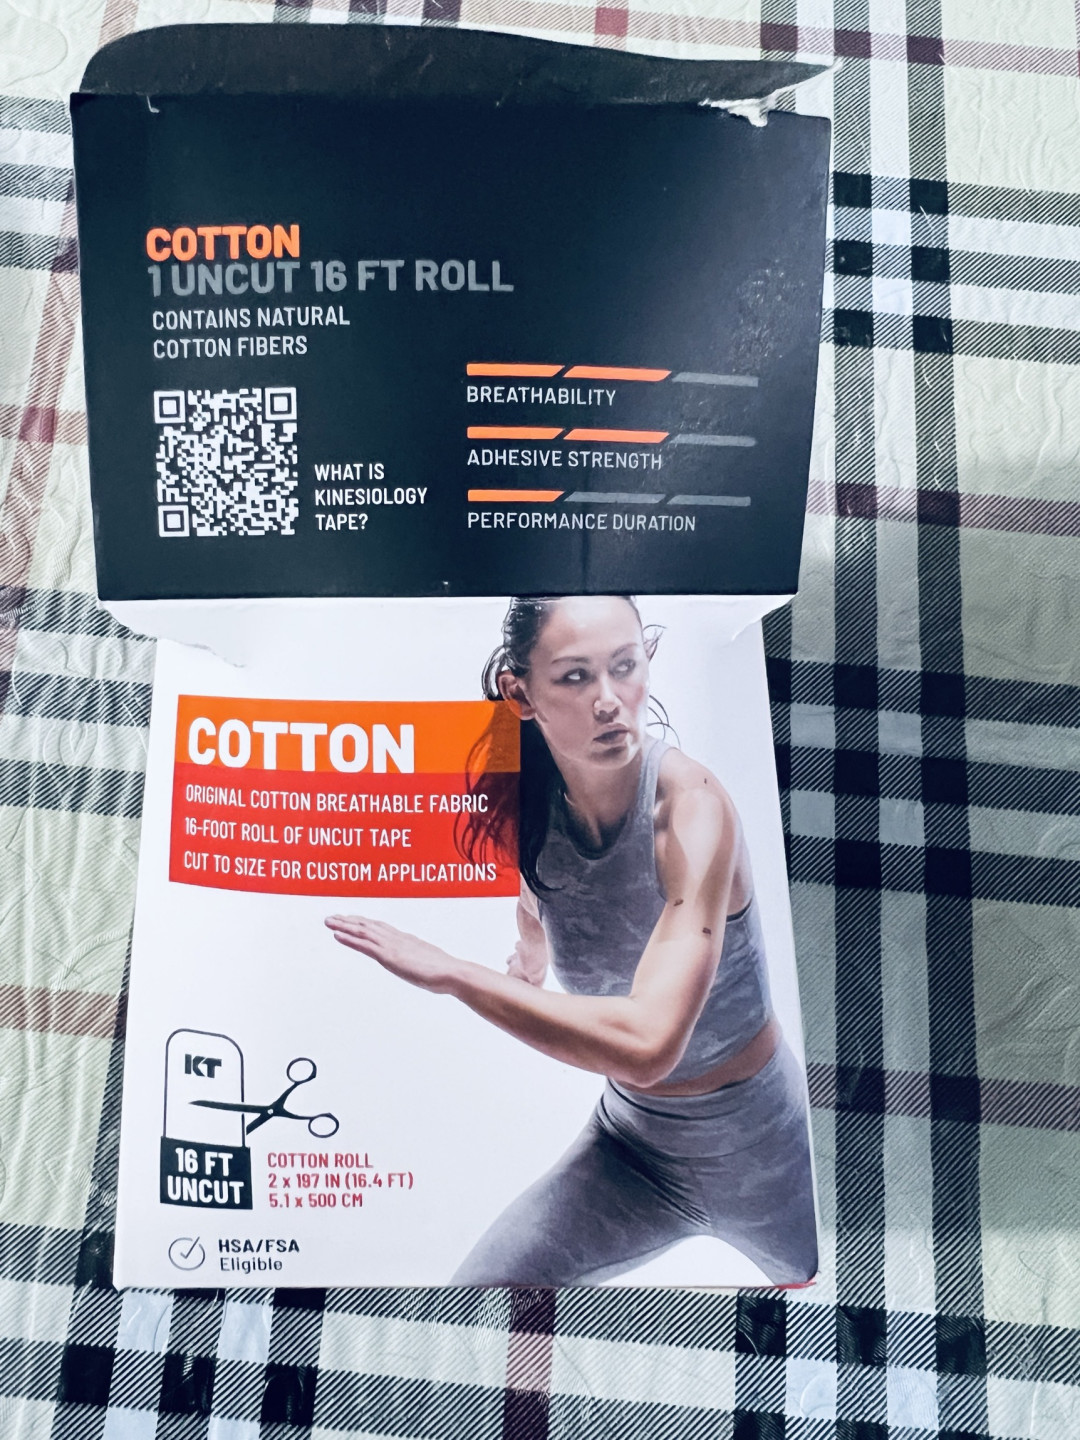 COTTON
1 UNCUT 16 FT ROLL
CONTAINS NATURAL
COTTON FIBERS
WHAT IS
KINESIOLOGY
TAPE?
BREATHABILITY
ADHESIVE STRENGTH
PERFORMANCE DURATION
COTTON
ORIGINAL COTTON BREATHABLE FABRIC
16-FOOT ROLL OF UNCUT TAPE
CUT TO SIZE FOR CUSTOM APPLICATIONS
KT
16 FT
UNCUT
COTTON ROLL
2 x 197 IN (16.4 FT)
5.1 x 500 CM
HSA/FSA
Eligible